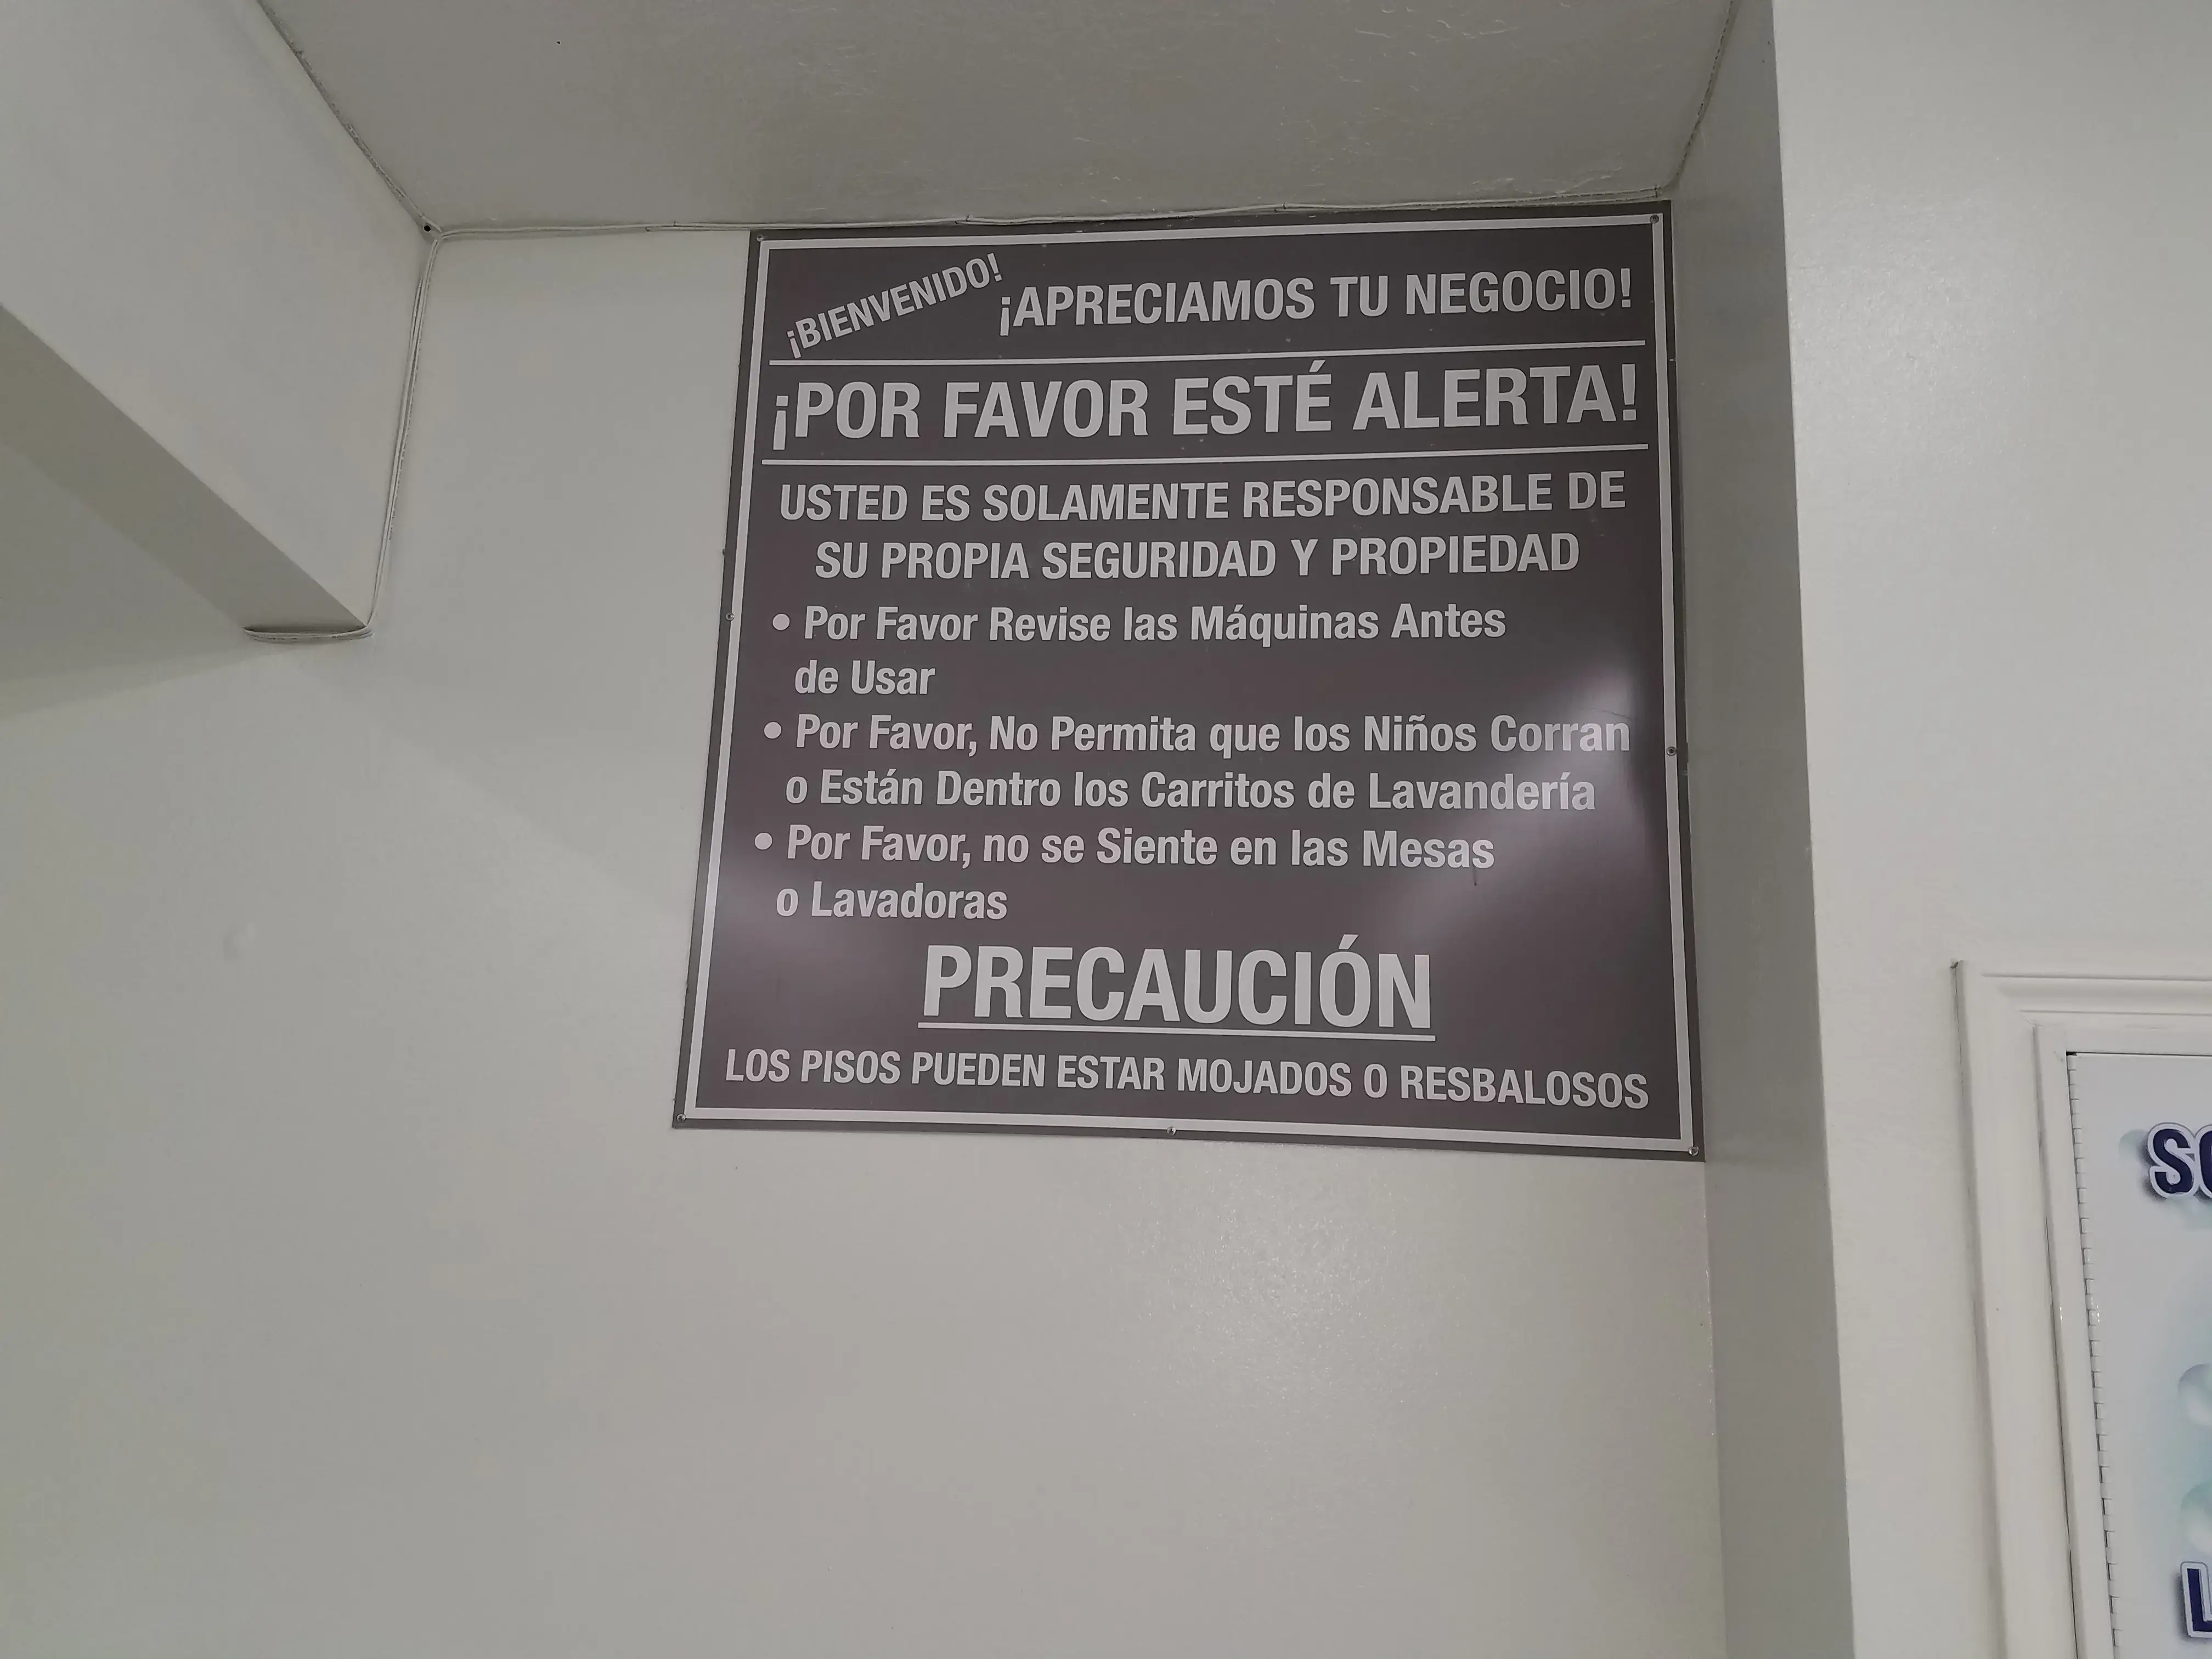 ¡BIENVENIDO!
¡APRECIAMOS TU NEGOCIO!
¡POR FAVOR ESTÉ ALERTA!
USTED ES SOLAMENTE RESPONSABLE DE
SU PROPIA SEGURIDAD Y PROPIEDAD
• Por Favor Revise las Máquinas Antes
de Usar
• Por Favor, No Permita que los Niños Corran
o Están Dentro los Carritos de Lavandería
• Por Favor, no se Siente en las Mesas
o Lavadoras
PRECAUCIÓN
LOS PISOS PUEDEN ESTAR MOJADOS O RESBALOSOS